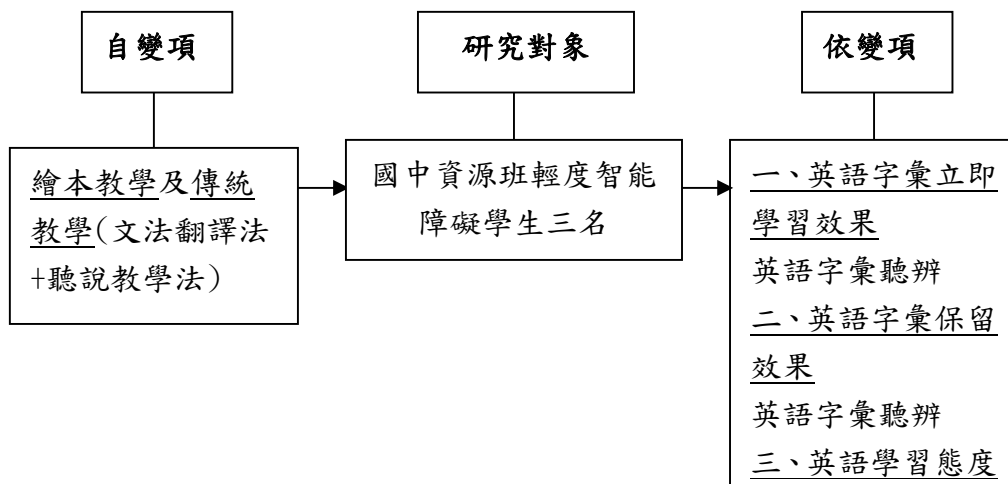 自變項
研究對象
依變項
繪本教學及傳統
教學(文法翻譯法
+聽說教學法)
國中資源班輕度智能
障礙學生三名
一、英語字彙立即
學習效果
英語字彙聽辨
二、英語字彙保留
效果
英語字彙聽辨
三、英語學習態度